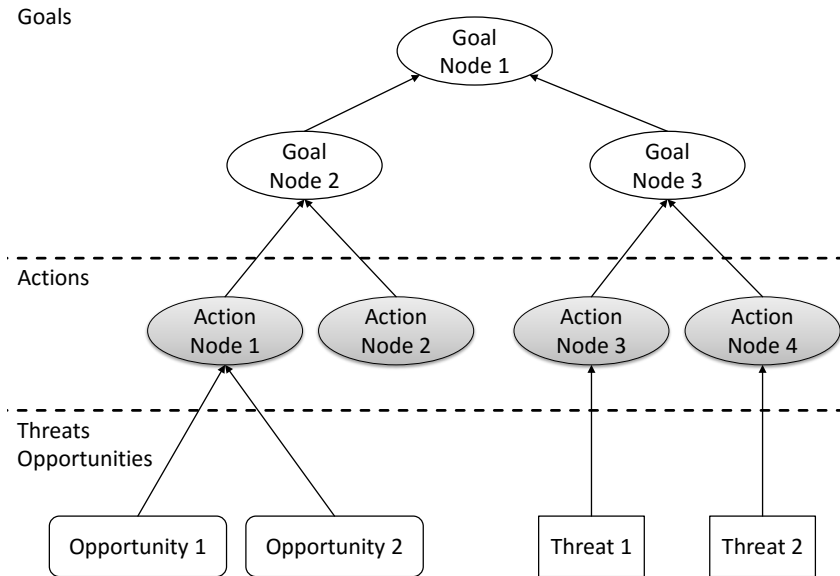 Goals
Goal
Node 1
Goal
Node 2
Goal
Node 3
Actions
Action
Node 1
Action
Node 2
Action
Node 3
Action
Node 4
Threats
Opportunities
Opportunity 1
Opportunity 2
Threat 1
Threat 2